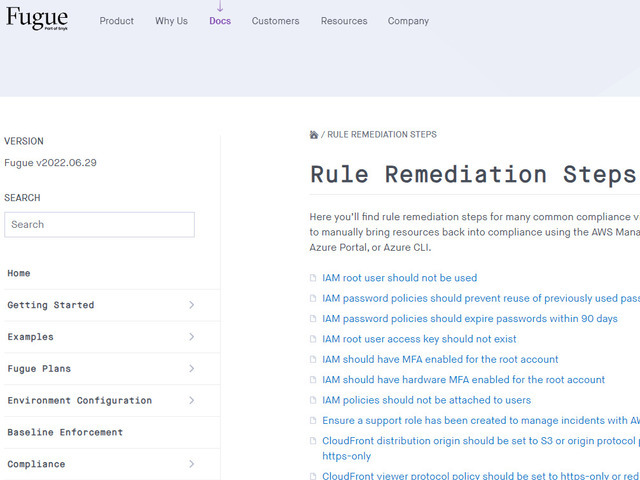 Fugue
Part of Snyk
Product Why Us Docs Customers Resources Company
VERSION
Fugue v2022.06.29
SEARCH
Search
Home
Getting Started
Examples
Fugue Plans
Environment Configuration
Baseline Enforcement
Compliance
/ RULE REMEDIATION STEPS
Rule Remediation Steps
Here you'll find rule remediation steps for many common compliance v
to manually bring resources back into compliance using the AWS Mana
Azure Portal, or Azure CLI.
IAM root user should not be used
IAM password policies should prevent reuse of previously used pass
IAM password policies should expire passwords within 90 days
IAM root user access key should not exist
IAM should have MFA enabled for the root account
IAM should have hardware MFA enabled for the root account
IAM policies should not be attached to users
Ensure a support role has been created to manage incidents with AW
CloudFront distribution origin should be set to S3 or origin protocol p
https-only
CloudFront viewer protocol policy should be set to https-only or red